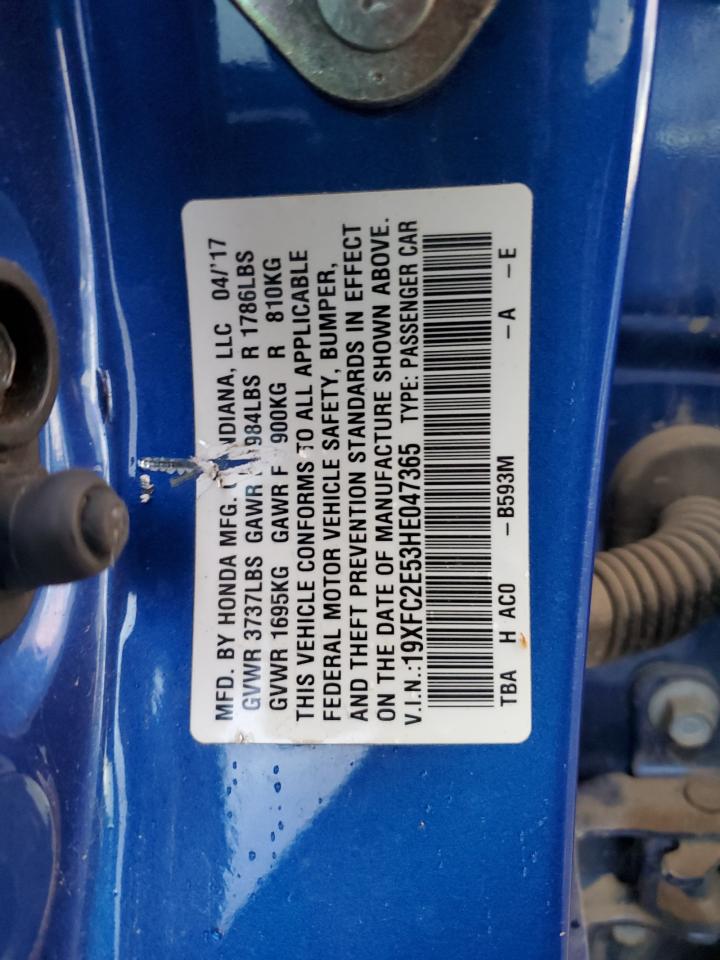 MFD. BY HONDA MFG. LLC 04/'17
GVWR 3737LBS GAWR 984LBS R 1786LBS
GVWR 1695KG GAWR F 900KG R 810KG
THIS VEHICLE CONFORMS TO ALL APPLICABLE
FEDERAL MOTOR VEHICLE SAFETY, BUMPER,
AND THEFT PREVENTION STANDARDS IN EFFECT
ON THE DATE OF MANUFACTURE SHOWN ABOVE.
V.I.N.:19XFC2E53HE047365 TYPE: PASSENGER CAR
TBA H AC0 -B593M -A -E